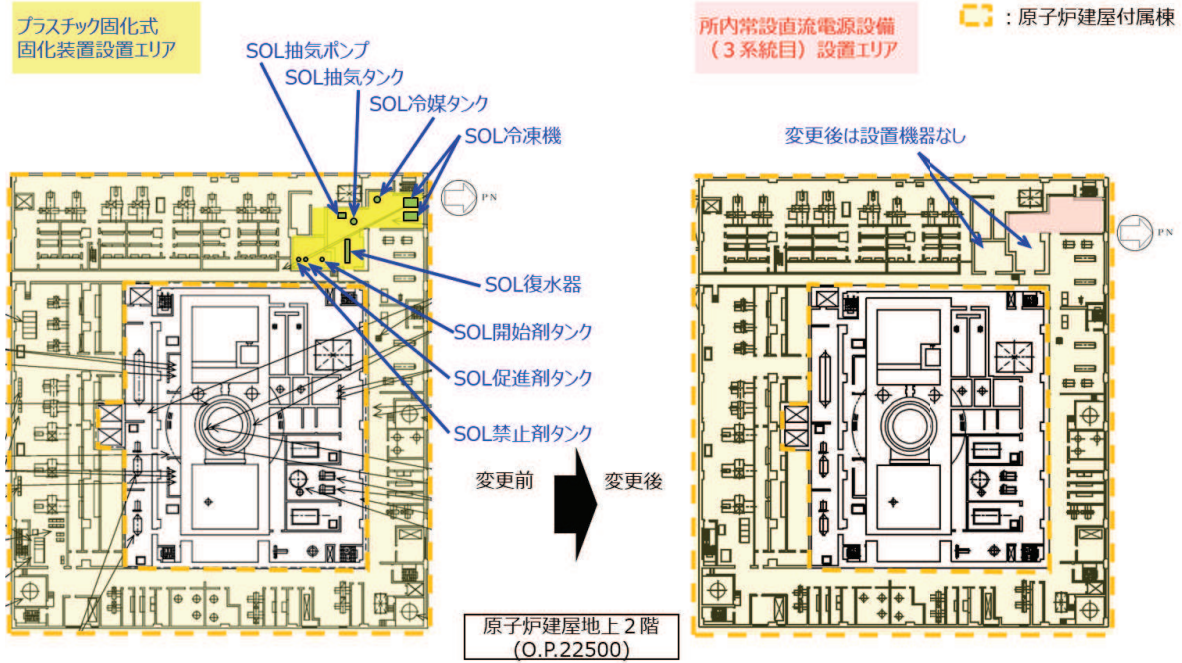 プラスチック固化式
固化装置設置エリア
所内常設直流電源設備
（３系統目）設置エリア
：原子炉建屋付属棟
SOL抽気ポンプ
SOL抽気タンク
SOL冷媒タンク
SOL冷凍機
変更後は設置機器なし
PN
PN
SOL復水器
SOL開始剤タンク
SOL促進剤タンク
SOL禁止剤タンク
変更前
変更後
原子炉建屋地上２階
(O.P.22500)